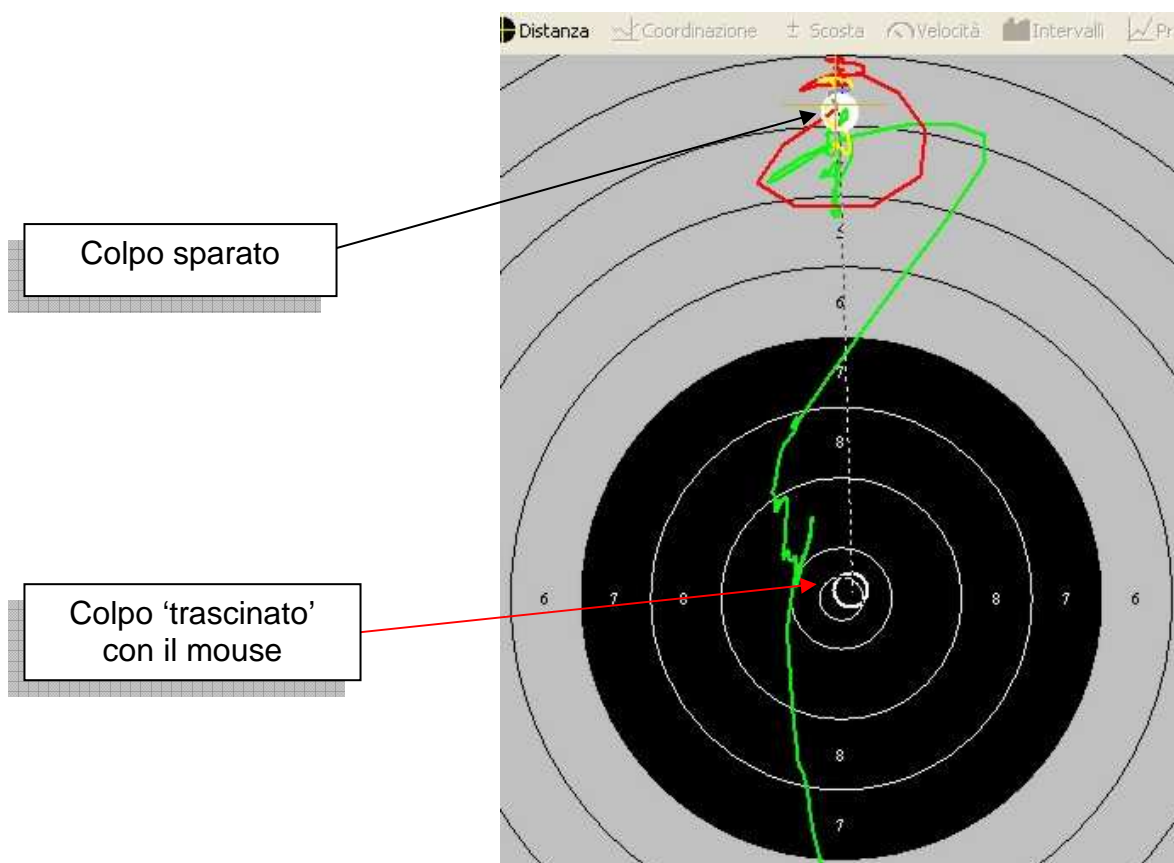 Distanza Coordinazione ± Scosta Velocità Intervalli Pr
Colpo sparato
6
7
8
6 7 8 8 7 6
Colpo ‘trascinato’
con il mouse
8
7